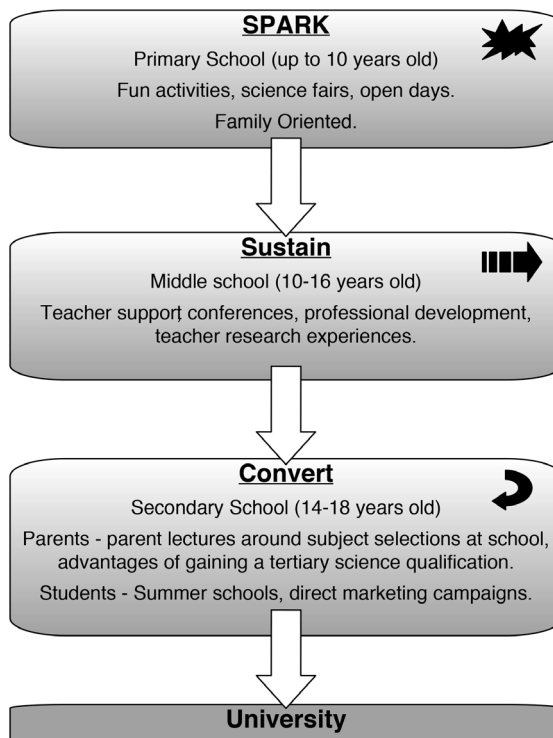 SPARK
Primary School (up to 10 years old)
Fun activities, science fairs, open days.
Family Oriented.
Sustain
Middle school (10-16 years old)
Teacher support, conferences, professional development,
teacher research experiences.
Convert
Secondary School (14-18 years old)
Parents - parent lectures around subject selections at school,
advantages of gaining a tertiary science qualification.
Students - Summer schools, direct marketing campaigns.
University